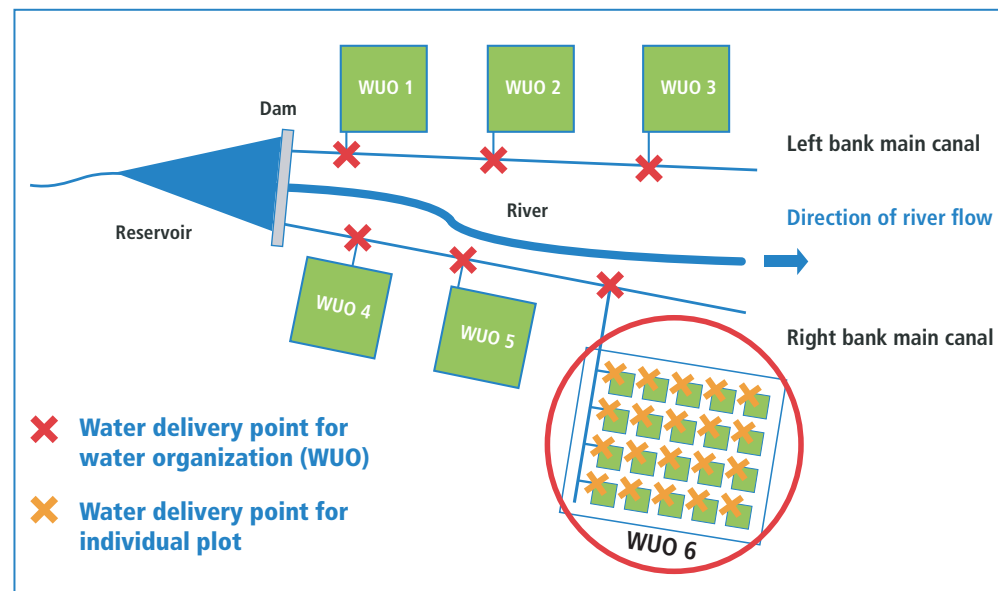 WUO 1
WUO 2
WUO 3
Dam
Left bank main canal
River
Direction of river flow
Reservoir
WUO 4
WUO 5
Right bank main canal
Water delivery point for
water organization (WUO)
Water delivery point for
individual plot
WUO 6